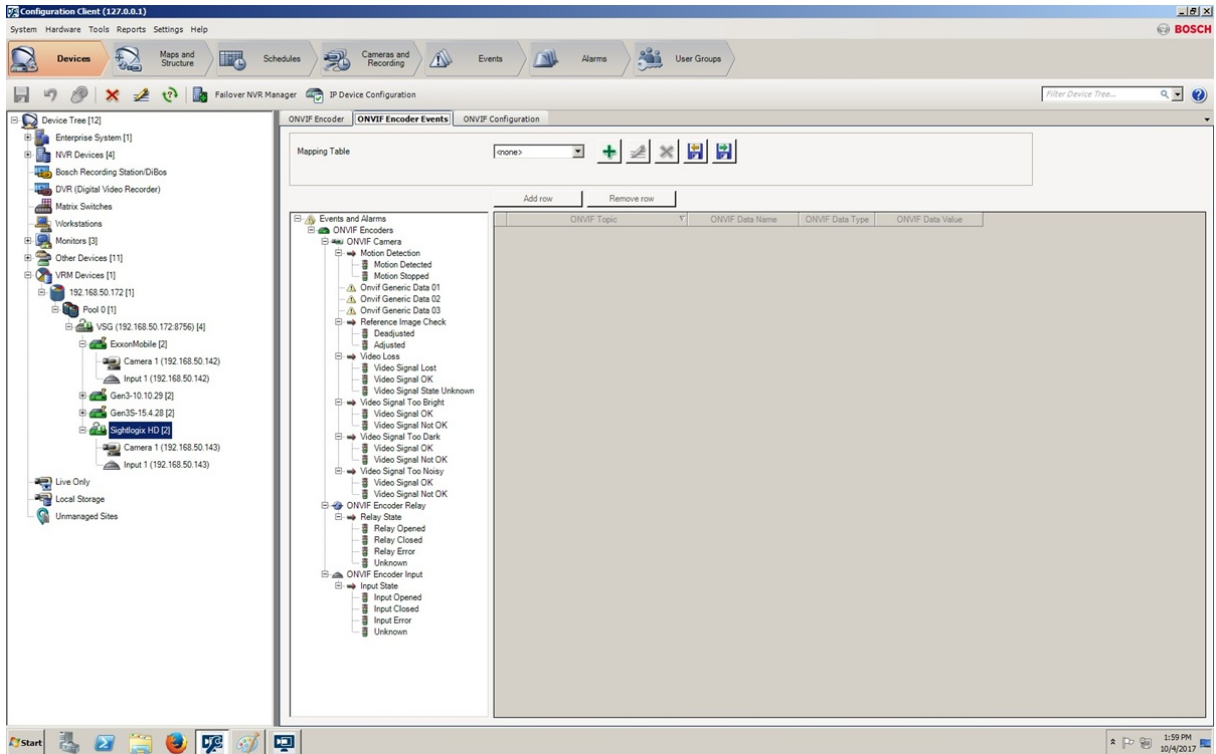 Configuration Client (127.0.0.1)
System Hardware Tools Reports Settings Help
BOSCH
Devices
Maps and Structure
Schedules
Cameras and Recording
Events
Alarms
User Groups
Failover NVR Manager
IP Device Configuration
Filter Device Tree...
Device Tree [12]
Enterprise System [1]
NVR Devices [4]
Bosch Recording Station/DiBos
DVR (Digital Video Recorder)
Matrix Switches
Workstations
Monitors [3]
Other Devices [11]
VRM Devices [1]
192.168.50.172 [1]
Pool 0 [1]
VSG (192.168.50.172:8756) [4]
ExxonMobile [2]
Camera 1 (192.168.50.142)
Input 1 (192.168.50.142)
Gen3-10.10.29 [2]
Gen3S-15.4.28 [2]
Sightlogix HD [2]
Camera 1 (192.168.50.143)
Input 1 (192.168.50.143)
Live Only
Local Storage
Unmanaged Sites
ONVIF Encoder
ONVIF Encoder Events
ONVIF Configuration
Mapping Table
<none>
Add row
Remove row
ONVIF Topic
ONVIF Data Name
ONVIF Data Type
ONVIF Data Value
Events and Alarms
ONVIF Encoders
ONVIF Camera
Motion Detection
Motion Detected
Motion Stopped
Onvif Generic Data 01
Onvif Generic Data 02
Onvif Generic Data 03
Reference Image Check
Deadjusted
Adjusted
Video Loss
Video Signal Lost
Video Signal OK
Video Signal State Unknown
Video Signal Too Bright
Video Signal OK
Video Signal Not OK
Video Signal Too Dark
Video Signal OK
Video Signal Not OK
Video Signal Too Noisy
Video Signal OK
Video Signal Not OK
ONVIF Encoder Relay
Relay State
Relay Opened
Relay Closed
Relay Error
Unknown
ONVIF Encoder Input
Input State
Input Opened
Input Closed
Input Error
Unknown
Start
1:59 PM
10/4/2017